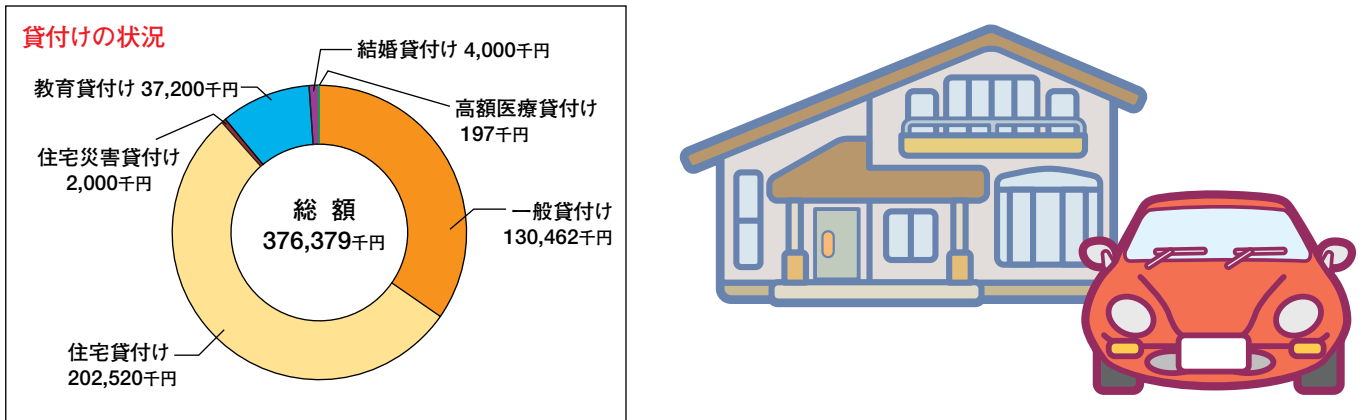 貸付けの状況
結婚貸付け 4,000千円
高額医療貸付け
197千円
一般貸付け
130,462千円
住宅貸付け
202,520千円
住宅災害貸付け
2,000千円
教育貸付け 37,200千円
総 額
376,379千円